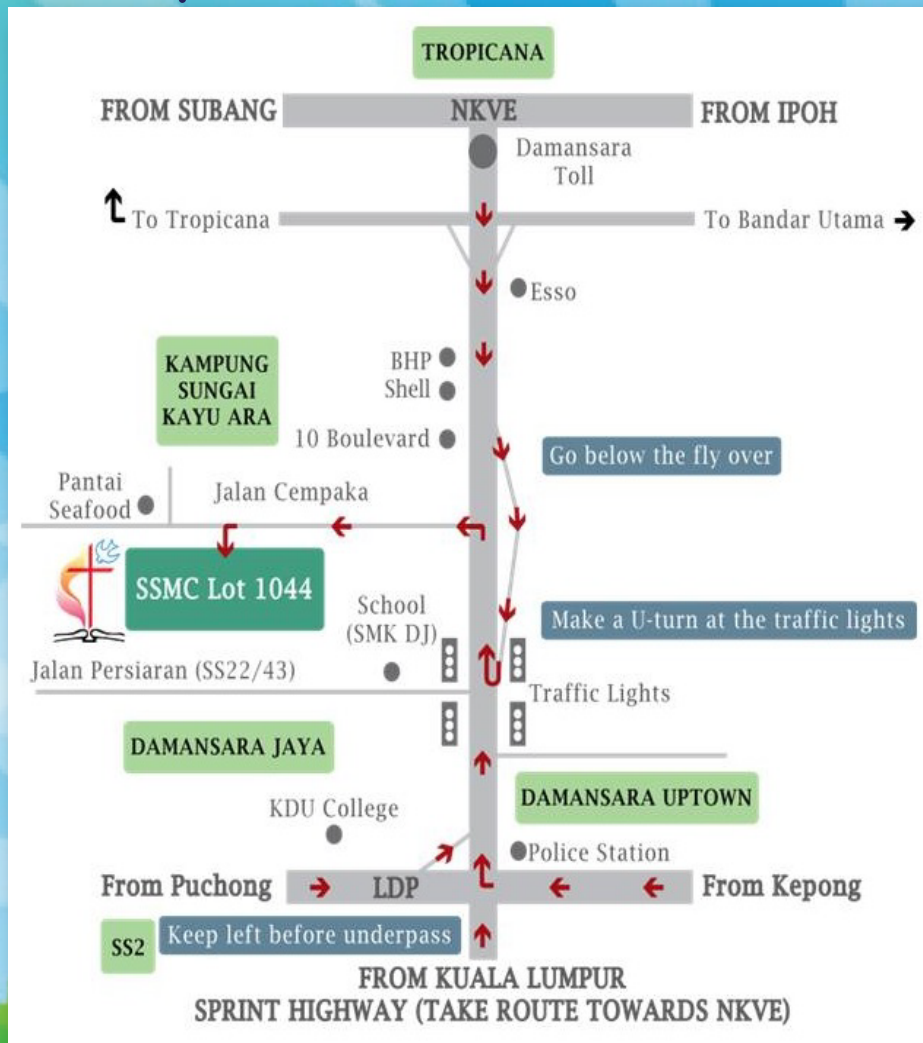 TROPICANA
FROM SUBANG
NKVE
FROM IPOH
Damansara
Toll
To Tropicana
To Bandar Utama
Esso
KAMPUNG
SUNGAI
KAYU ARA
BHP
Shell
10 Boulevard
Go below the fly over
Pantai
Seafood
Jalan Cempaka
SSMC Lot 1044
School
(SMK DJ)
Make a U-turn at the traffic lights
Jalan Persiaran (SS22/43)
Traffic Lights
DAMANSARA JAYA
DAMANSARA UPTOWN
KDU College
Police Station
From Puchong
LDP
From Kepong
SS2
Keep left before underpass
FROM KUALA LUMPUR
SPRINT HIGHWAY (TAKE ROUTE TOWARDS NKVE)